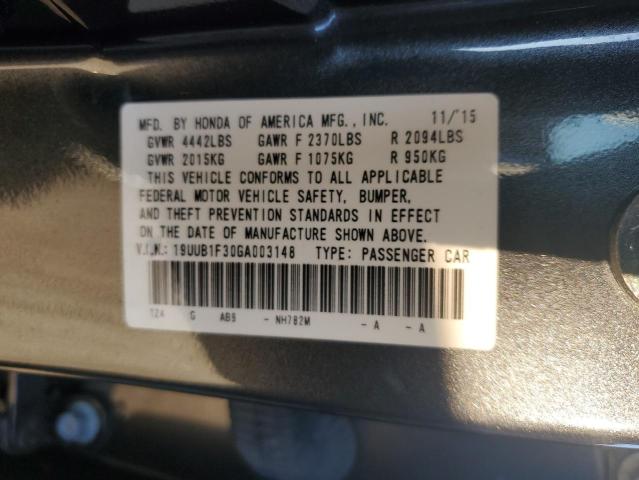 MFD. BY HONDA OF AMERICA MFG., INC. 11/'15
GVWR 4442LBS GAWR F 2370LBS R 2094LBS
GVWR 2015KG GAWR F 1075KG R 950KG
THIS VEHICLE CONFORMS TO ALL APPLICABLE
FEDERAL MOTOR VEHICLE SAFETY, BUMPER,
AND THEFT PREVENTION STANDARDS IN EFFECT
ON THE DATE OF MANUFACTURE SHOWN ABOVE.
V.I.N.: 19UUB1F30GA003148 TYPE: PASSENGER CAR
TZ4 G AB9 - NH782M - A - A